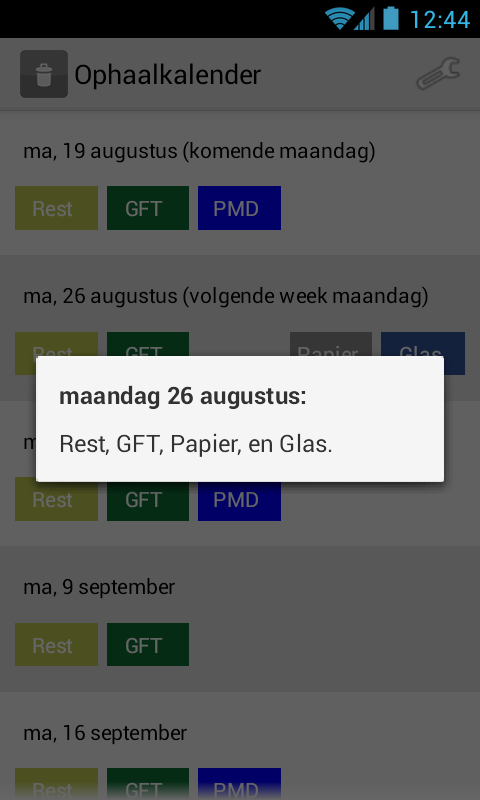 12:44
Ophaalkalender
ma, 19 augustus (komende maandag)
Rest GFT PMD
ma, 26 augustus (volgende week maandag)
Rest GFT Papier Glas
maandag 26 augustus:
Rest, GFT, Papier, en Glas.
Rest GFT PMD
ma, 9 september
Rest GFT
ma, 16 september
Rest GFT PMD